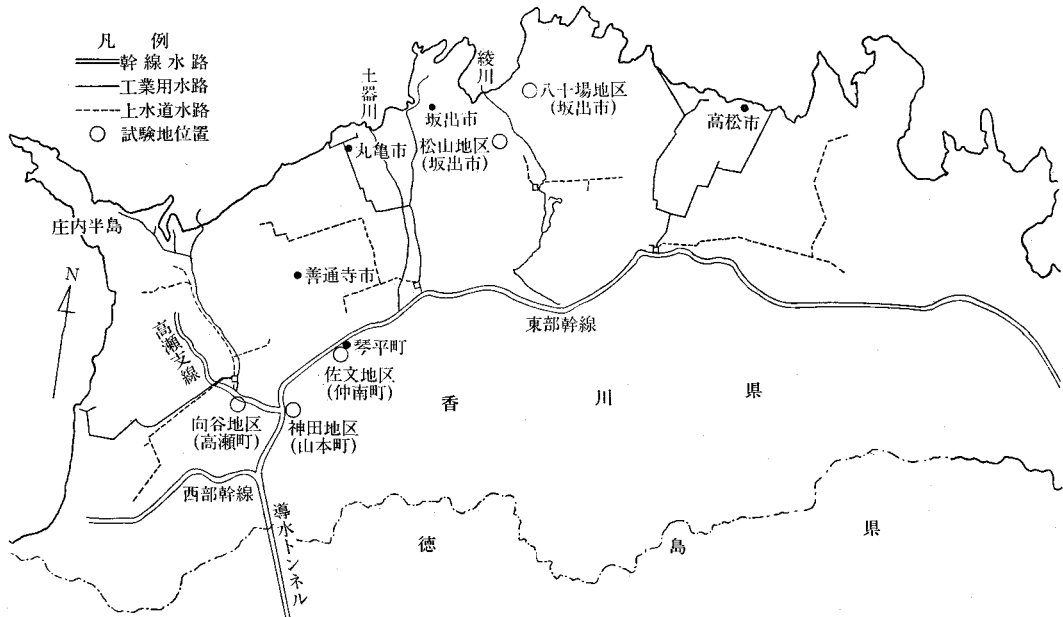 凡 例
幹線水路
工業用水路
上水道水路
試験地位置
土器川
綾川
八十場地区
(坂出市)
坂出市
高松市
松山地区
(坂出市)
丸亀市
庄内半島
N
善通寺市
高瀬支線
東部幹線
琴平町
佐文地区
(仲南町)
香川県
向谷地区
(高瀬町)
神田地区
(山本町)
西部幹線
導水トンネル
徳島県